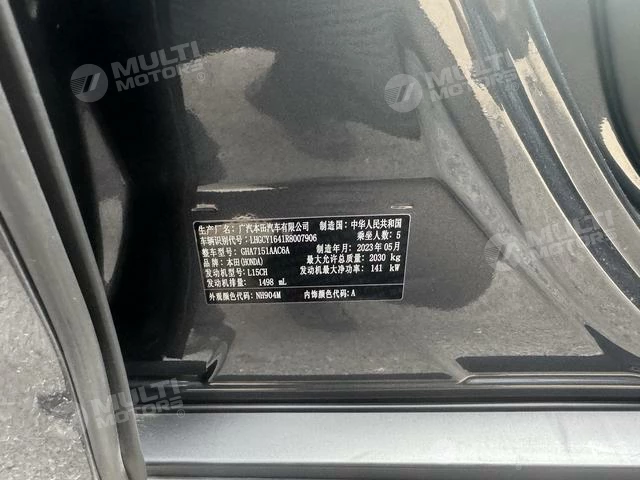 MULTI
MOTORS
MULTI
MOTORS
生产厂名：广汽本田汽车有限公司 制造国：中华人民共和国
车辆识别代号：LHGCY1641R8007906 乘坐人数：5
整车型号：GHA7151AAC6A 制造年月：2023年05月
品牌：本田(HONDA) 最大允许总质量：2030 kg
发动机型号：L15CH 发动机最大净功率：141 kW
发动机排量：1498 mL
外观颜色代码：NH904M 内饰颜色代码：A
MULTI
MOTORS
MULTI
MOTORS